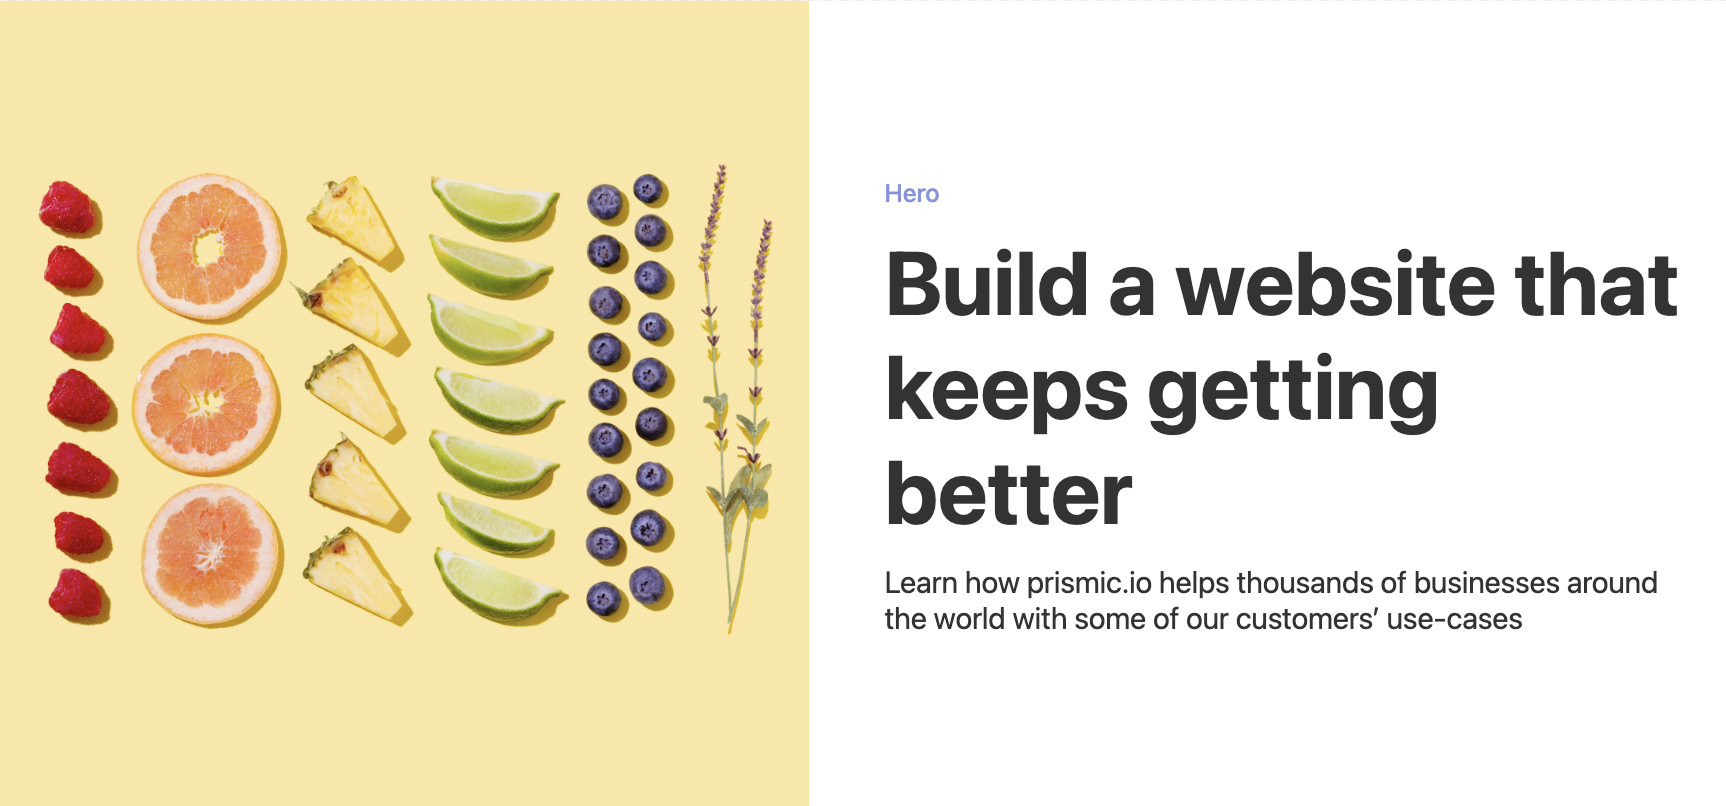 Hero
Build a website that
keeps getting
better
Learn how prismic.io helps thousands of businesses around
the world with some of our customers’ use-cases